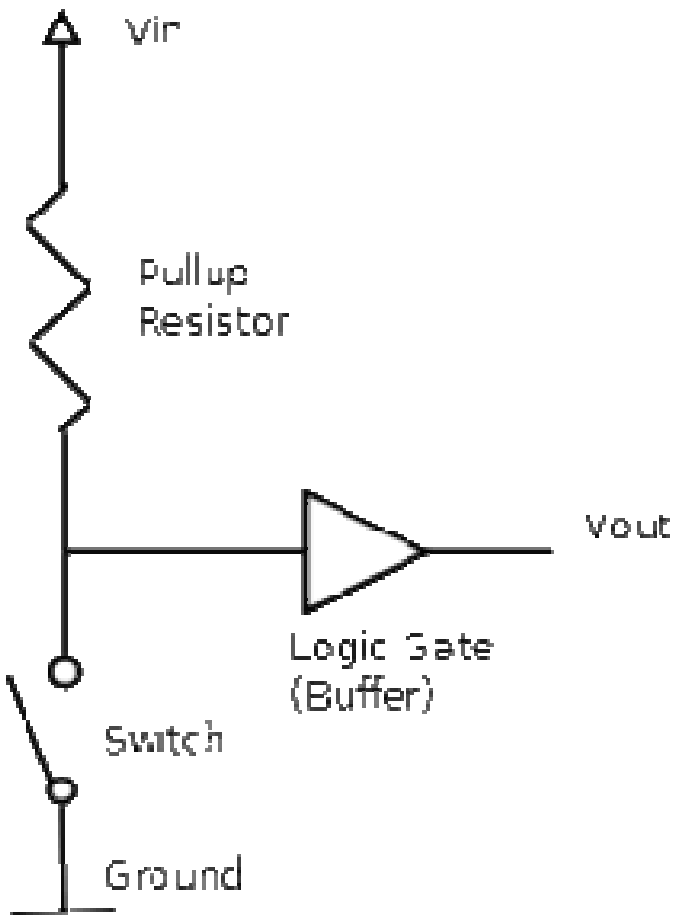 Vin
Pullup
Resistor
Vout
Logic Gate
(Buffer)
Switch
Ground